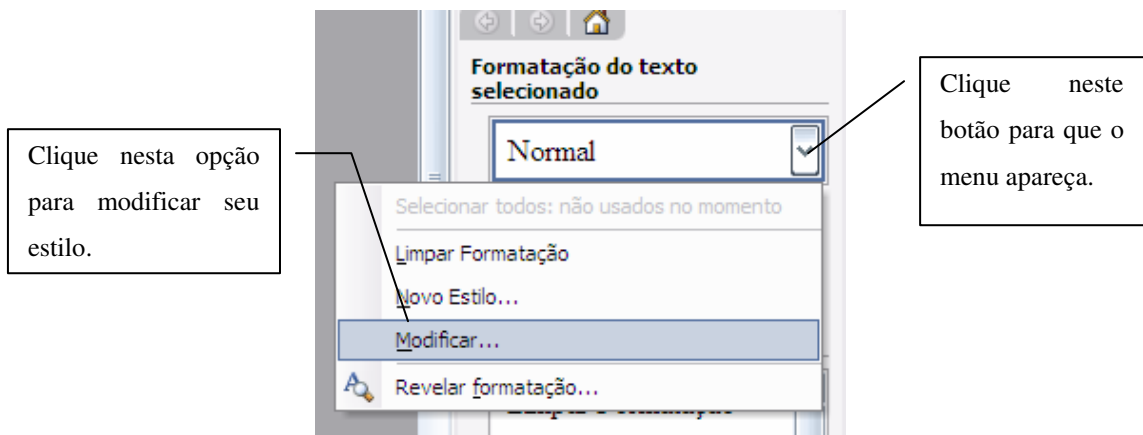 Formatação do texto
selecionado
Normal
Clique neste
botão para que o
menu apareça.
Clique nesta opção
para modificar seu
estilo.
Selecionar todos: não usados no momento
Limpar Formatação
Novo Estilo...
Modificar...
Revelar formatação...